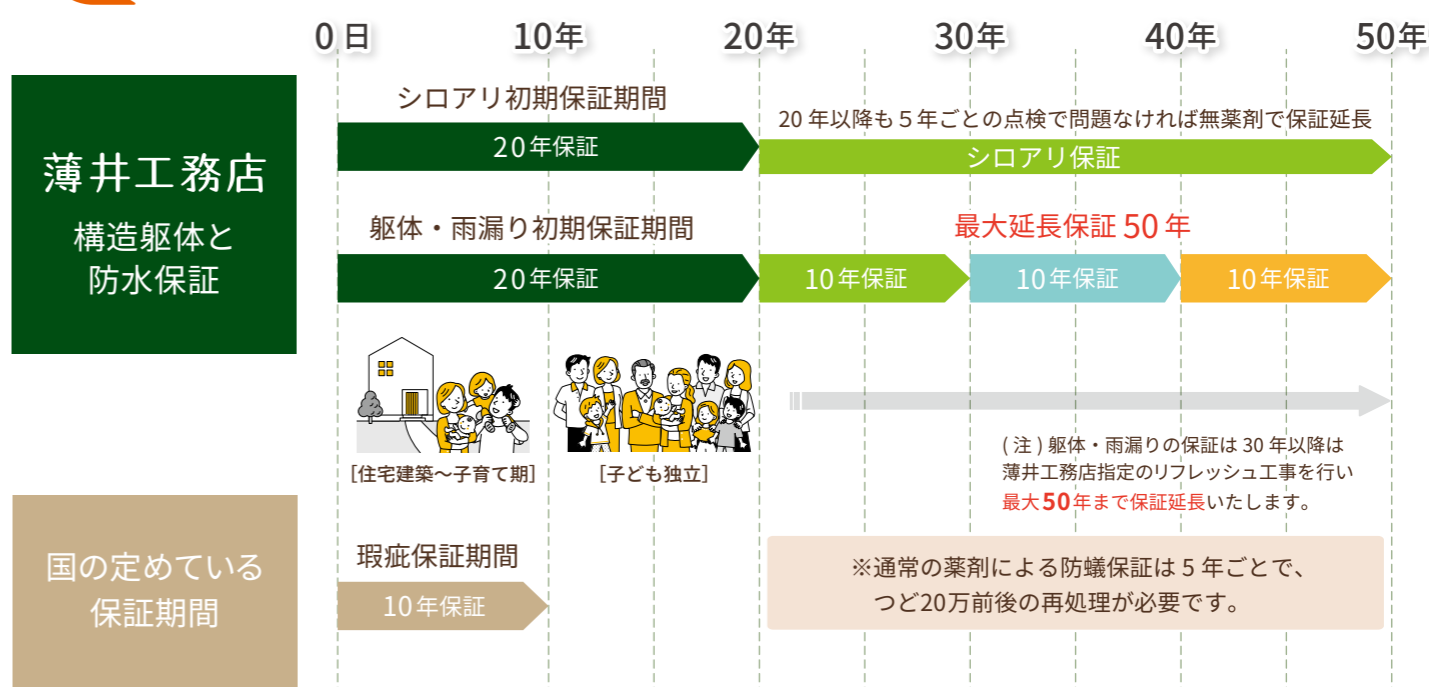 0日 10年 20年 30年 40年 50年
薄井工務店
構造躯体と
防水保証
シロアリ初期保証期間
20年保証
20年以降も5年ごとの点検で問題なければ無薬剤で保証延長
シロアリ保証
躯体・雨漏り初期保証期間
最大延長保証50年
20年保証 10年保証 10年保証 10年保証
[住宅建築〜子育て期] [子ども独立]
(注)躯体・雨漏りの保証は30年以降は
薄井工務店指定のリフレッシュ工事を行い
最大50年まで保証延長いたします。
国の定めている
保証期間
瑕疵保証期間
10年保証
※通常の薬剤による防蟻保証は5年ごとで、
つど20万前後の再処理が必要です。